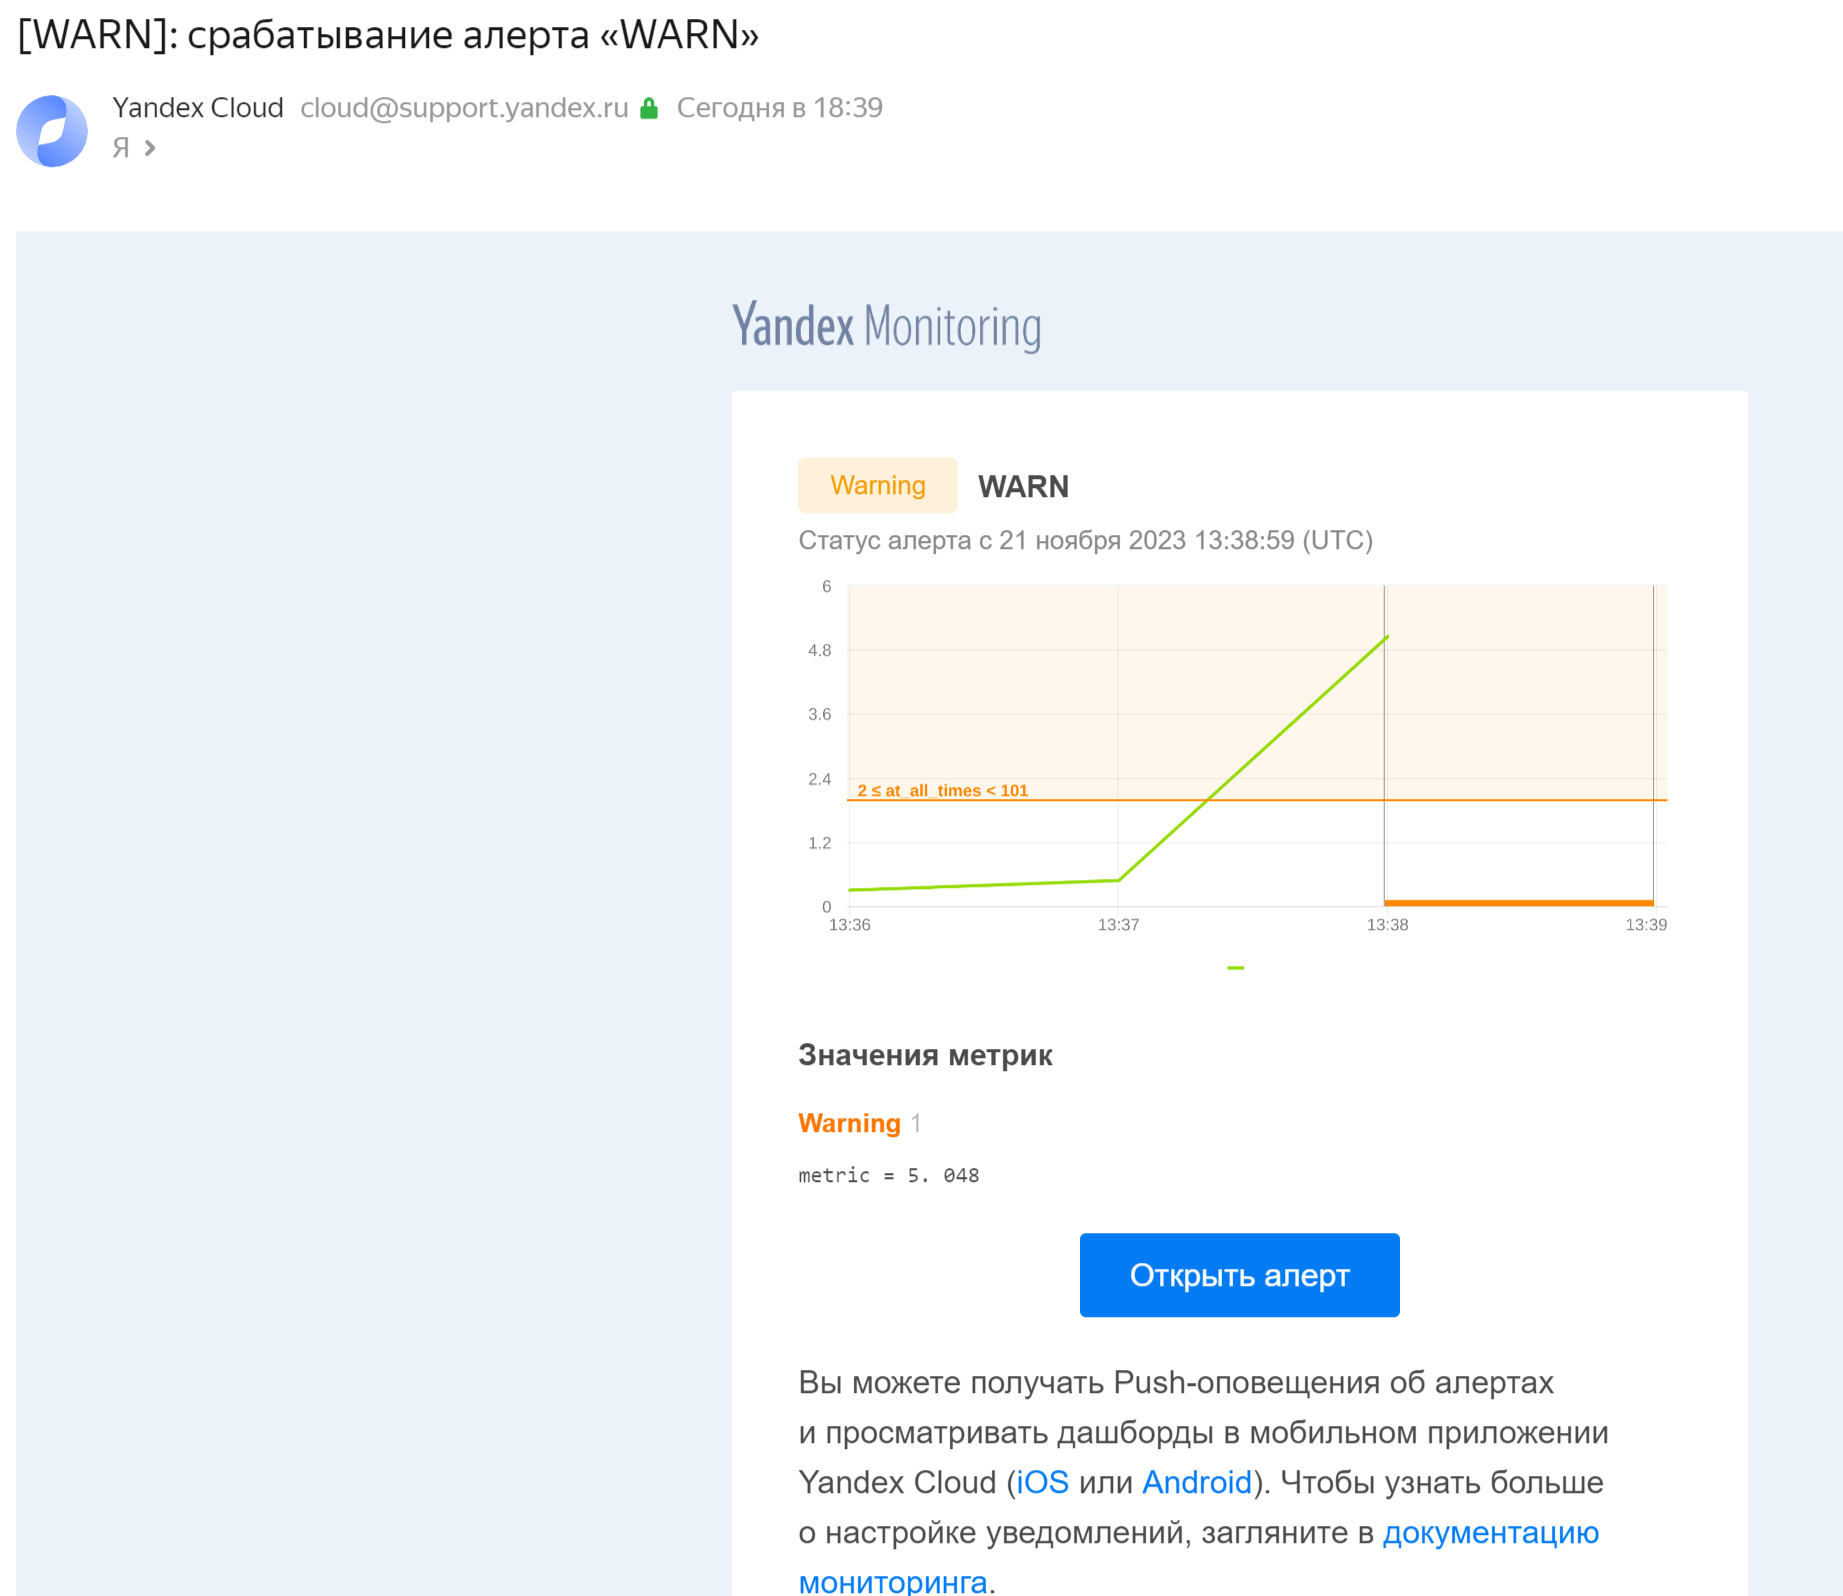 [WARN]: срабатывание алерта «WARN»
Yandex Cloud cloud@support.yandex.ru Сегодня в 18:39
Я
Yandex Monitoring
Warning WARN
Статус алерта с 21 ноября 2023 13:38:59 (UTC)
6
4.8
3.6
2.4
2 ≤ at_all_times < 101
1.2
0
13:36 13:37 13:38 13:39
Значения метрик
Warning 1
metric = 5. 048
Открыть алерт
Вы можете получать Push-оповещения об алертах
и просматривать дашборды в мобильном приложении
Yandex Cloud (iOS или Android). Чтобы узнать больше
о настройке уведомлений, загляните в документацию
мониторинга.